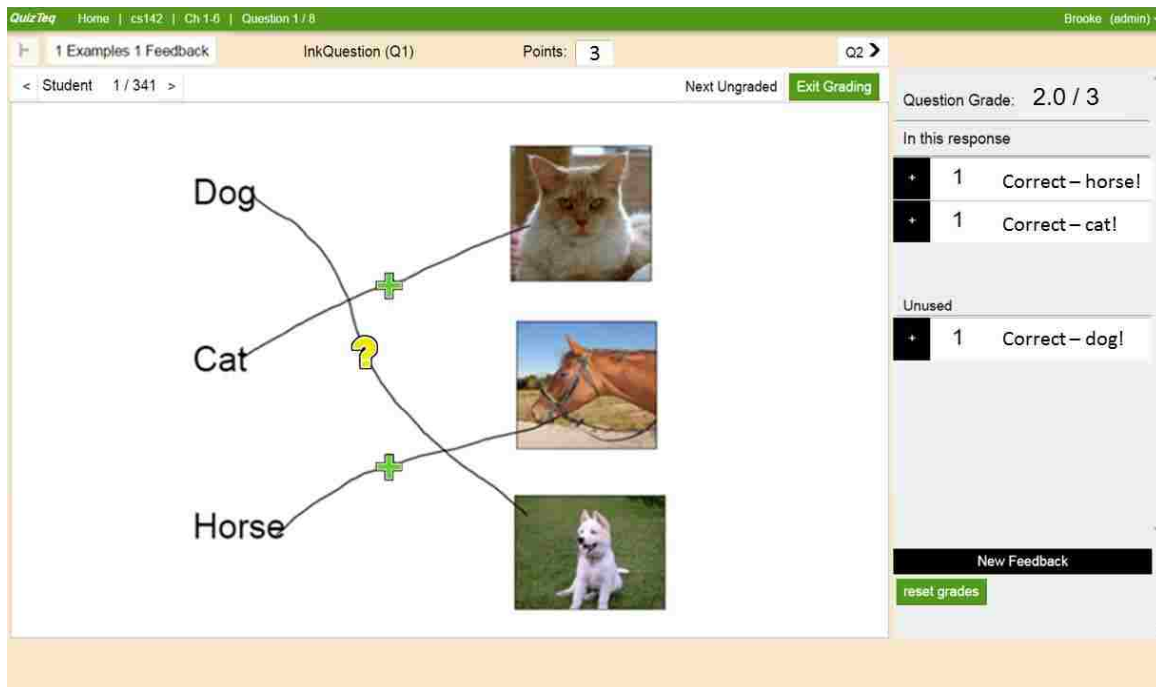 QuizTeq Home | cs142 | Ch 1-6 | Question 1 / 8 Brooke (admin)
1 Examples 1 Feedback InkQuestion (Q1) Points: 3 Q2 >
< Student 1 / 341 > Next Ungraded Exit Grading
Question Grade: 2.0 / 3
In this response
+ 1 Correct – horse!
+ 1 Correct – cat!
Unused
+ 1 Correct – dog!
New Feedback
reset grades
Dog
Cat
?
Horse